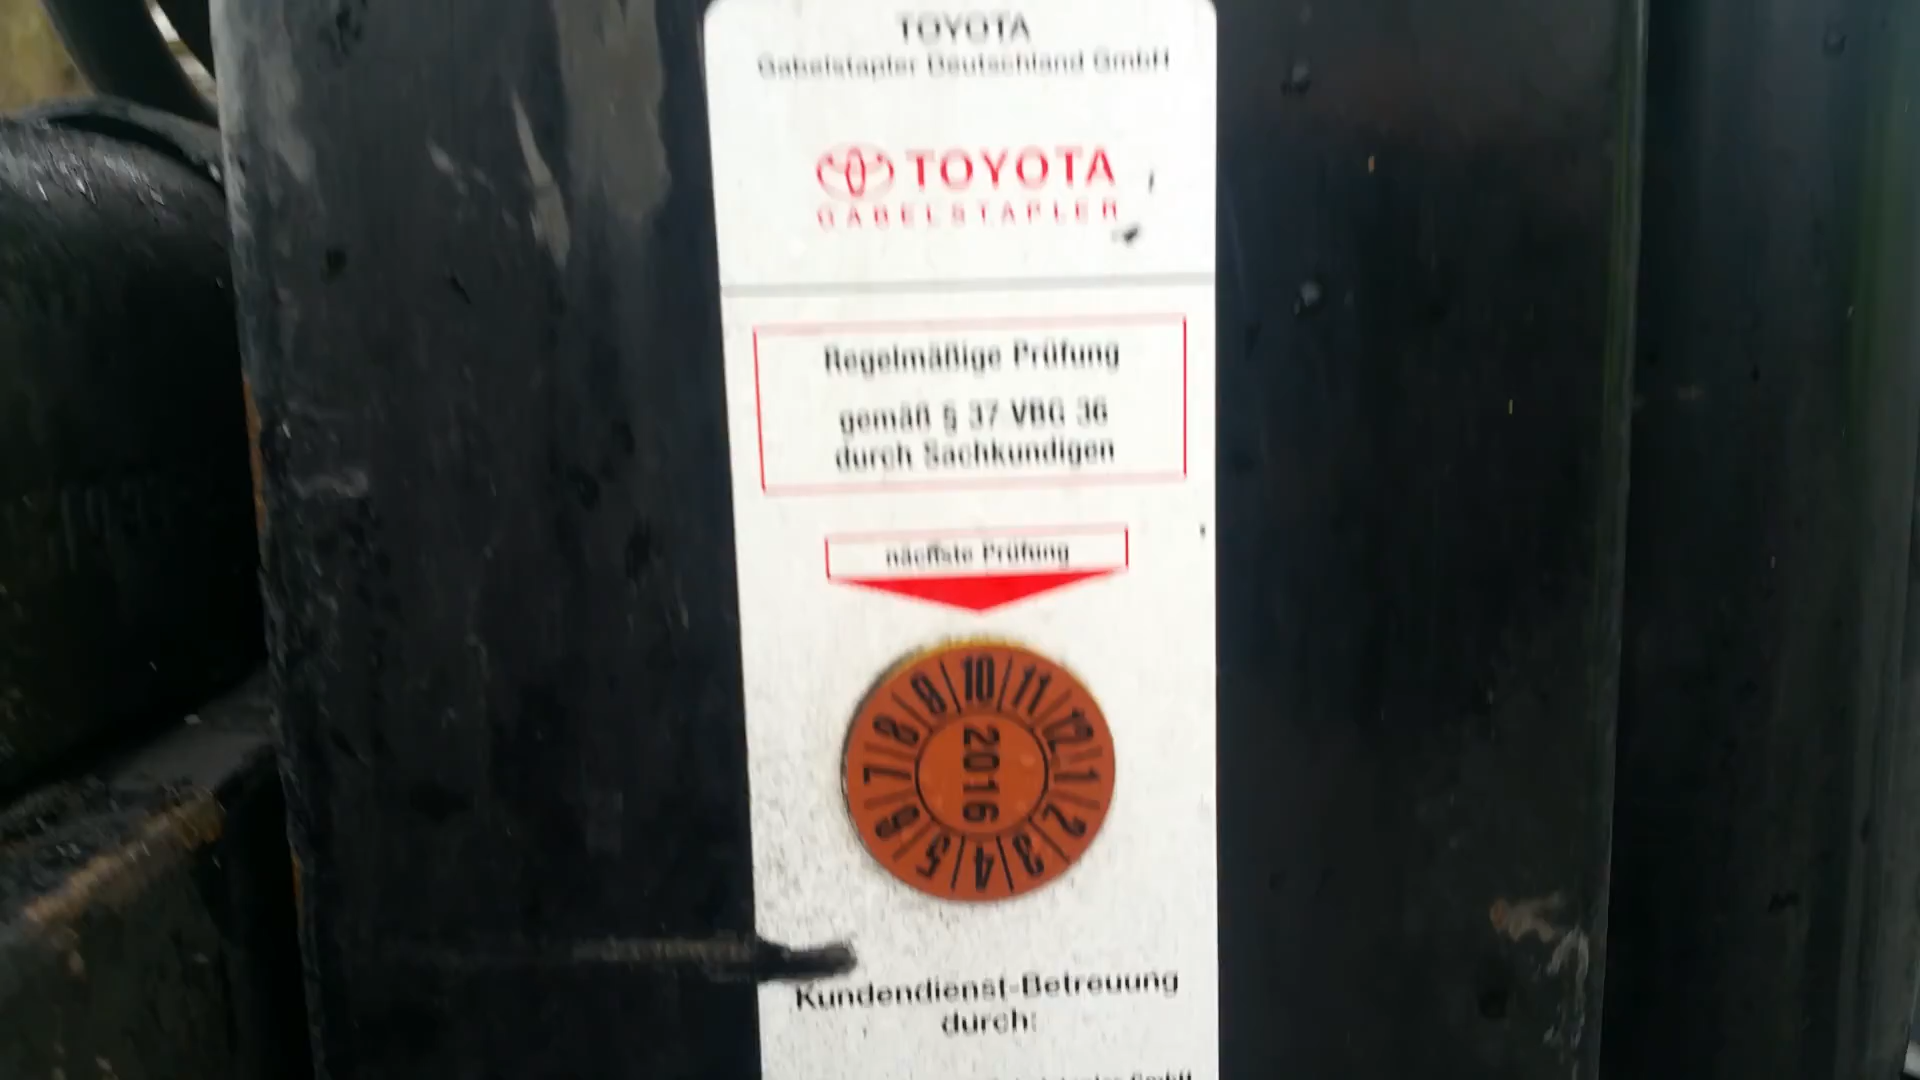 TOYOTA
Gabelstapler Deutschland GmbH
TOYOTA
GABELSTAPLER
Regelmäßige Prüfung
gemäß § 37 VBG 36
durch Sachkundigen
nächste Prüfung
10 11 12 1 2 3 4 5 6 7 8 9
2016
Kundendienst-Betreuung
durch:
GmbH